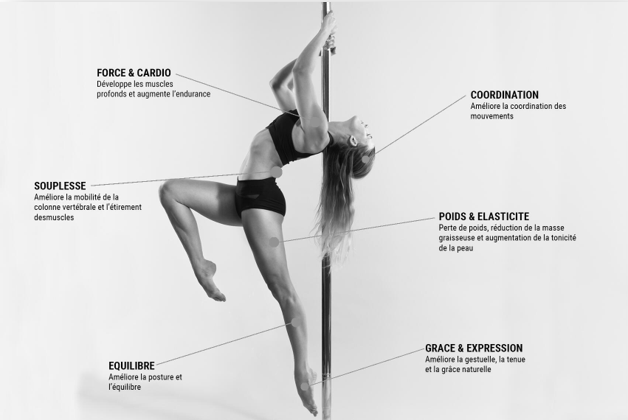 FORCE & CARDIO
Développe les muscles
profonds et augmente l'endurance
COORDINATION
Améliore la coordination des
mouvements
SOUPLESSE
Améliore la mobilité de la
colonne vertébrale et l'étirement
desmuscles
POIDS & ELASTICITE
Perte de poids, réduction de la masse
graisseuse et augmentation de la tonicité
de la peau
GRACE & EXPRESSION
Améliore la gestuelle, la tenue
et la grâce naturelle
EQUILIBRE
Améliore la posture et
l'équilibre